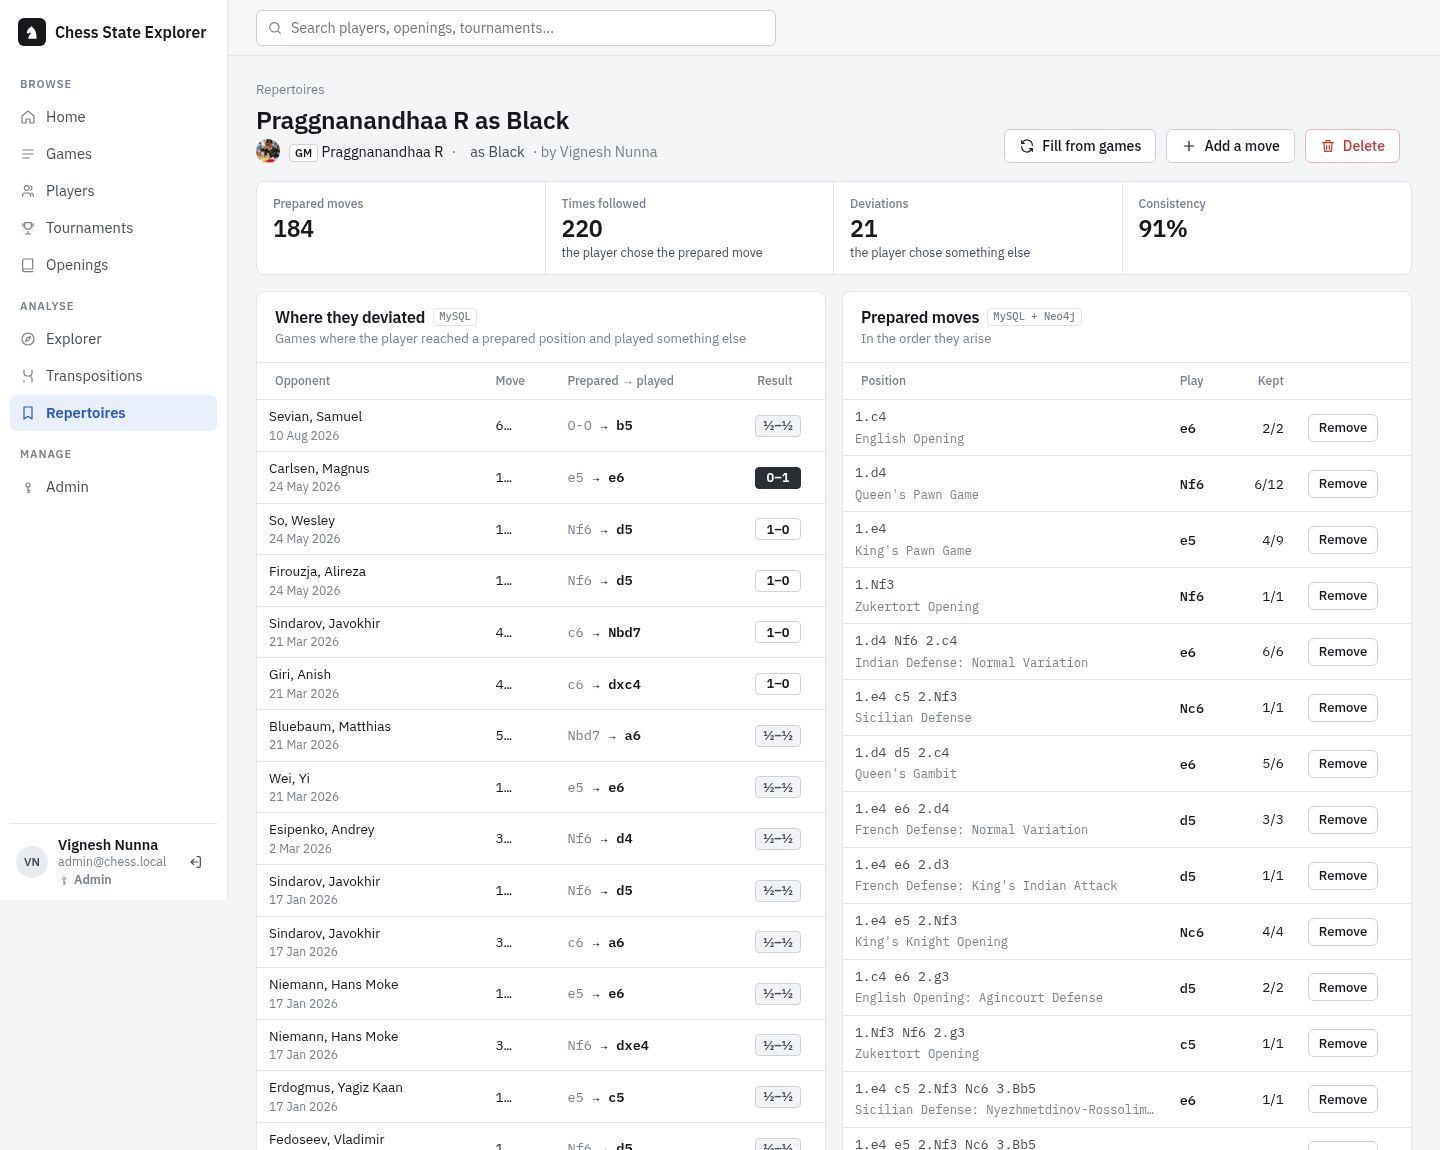 Chess State Explorer
Search players, openings, tournaments...
BROWSE
Home
Games
Players
Tournaments
Openings
ANALYSE
Explorer
Transpositions
Repertoires
MANAGE
Admin
VN
Vignesh Nunna
admin@chess.local
Admin
Repertoires
Praggnanandhaa R as Black
GM Praggnanandhaa R · as Black · by Vignesh Nunna
Fill from games
Add a move
Delete
Prepared moves
184
Times followed
220
the player chose the prepared move
Deviations
21
the player chose something else
Consistency
91%
Where they deviated MySQL
Games where the player reached a prepared position and played something else
Opponent Move Prepared → played Result
Sevian, Samuel
10 Aug 2026
6… O-O → b5 ½–½
Carlsen, Magnus
24 May 2026
1… e5 → e6 0–1
So, Wesley
24 May 2026
1… Nf6 → d5 1–0
Firouzja, Alireza
24 May 2026
1… Nf6 → d5 1–0
Sindarov, Javokhir
21 Mar 2026
4… c6 → Nbd7 1–0
Giri, Anish
21 Mar 2026
4… c6 → dxc4 1–0
Bluebaum, Matthias
21 Mar 2026
5… Nbd7 → a6 ½–½
Wei, Yi
21 Mar 2026
1… e5 → e6 ½–½
Esipenko, Andrey
2 Mar 2026
3… Nf6 → d4 ½–½
Sindarov, Javokhir
17 Jan 2026
1… Nf6 → d5 ½–½
Sindarov, Javokhir
17 Jan 2026
3… c6 → a6 ½–½
Niemann, Hans Moke
17 Jan 2026
1… e5 → e6 ½–½
Niemann, Hans Moke
17 Jan 2026
3… Nf6 → dxe4 ½–½
Erdogmus, Yagiz Kaan
17 Jan 2026
1… e5 → c5 ½–½
Fedoseev, Vladimir
1… Nf6 → d5 ½–½
Prepared moves MySQL + Neo4j
In the order they arise
Position Play Kept
1.c4
English Opening
e6 2/2 Remove
1.d4
Queen's Pawn Game
Nf6 6/12 Remove
1.e4
King's Pawn Game
e5 4/9 Remove
1.Nf3
Zukertort Opening
Nf6 1/1 Remove
1.d4 Nf6 2.c4
Indian Defense: Normal Variation
e6 6/6 Remove
1.e4 c5 2.Nf3
Sicilian Defense
Nc6 1/1 Remove
1.d4 d5 2.c4
Queen's Gambit
e6 5/6 Remove
1.e4 e6 2.d4
French Defense: Normal Variation
d5 3/3 Remove
1.e4 e6 2.d3
French Defense: King's Indian Attack
d5 1/1 Remove
1.e4 e5 2.Nf3
King's Knight Opening
Nc6 4/4 Remove
1.c4 e6 2.g3
English Opening: Agincourt Defense
d5 2/2 Remove
1.Nf3 Nf6 2.g3
Zukertort Opening
c5 1/1 Remove
1.e4 c5 2.Nf3 Nc6 3.Bb5
Sicilian Defense: Nyezhmetdinov-Rossolim…
e6 1/1 Remove
1.e4 e5 2.Nf3 Nc6 3.Bb5